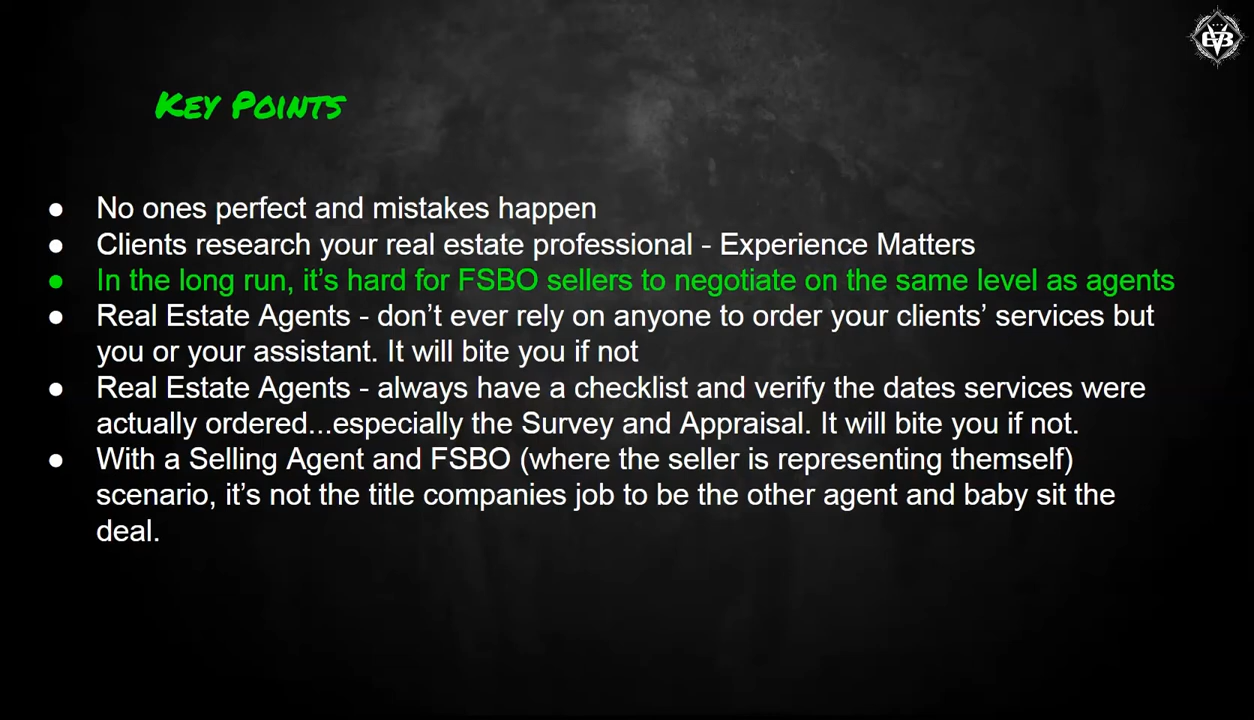 Key Points
● No ones perfect and mistakes happen
● Clients research your real estate professional - Experience Matters
● In the long run, it's hard for FSBO sellers to negotiate on the same level as agents
● Real Estate Agents - don't ever rely on anyone to order your clients' services but
you or your assistant. It will bite you if not
● Real Estate Agents - always have a checklist and verify the dates services were
actually ordered...especially the Survey and Appraisal. It will bite you if not.
● With a Selling Agent and FSBO (where the seller is representing themself)
scenario, it's not the title companies job to be the other agent and baby sit the
deal.